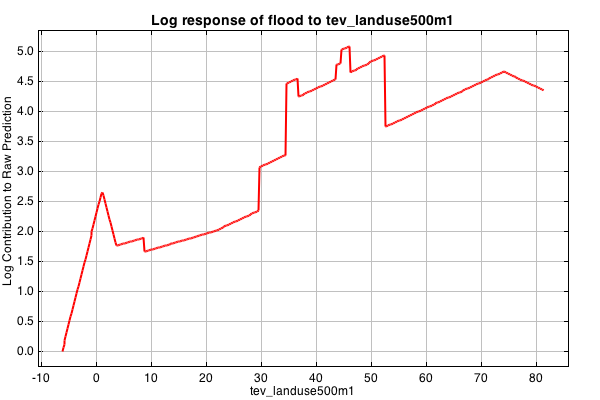 Log response of flood to tev_landuse500m1
Log Contribution to Raw Prediction
5.0
4.5
4.0
3.5
3.0
2.5
2.0
1.5
1.0
0.5
0.0
-10 0 10 20 30 40 50 60 70 80
tev_landuse500m1